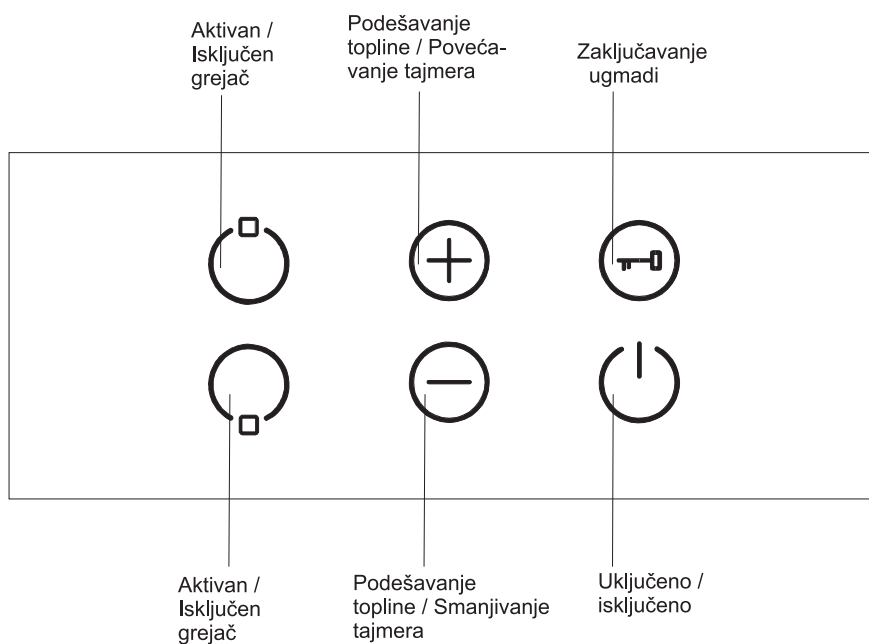 Aktivan /
Isključen
grejač
Podešavanje
topline / Poveća-
vanje tajmera
Zaključavanje
ugmadi
Aktivan /
Isključen
grejač
Podešavanje
topline / Smanjivanje
tajmera
Uključeno /
isključeno